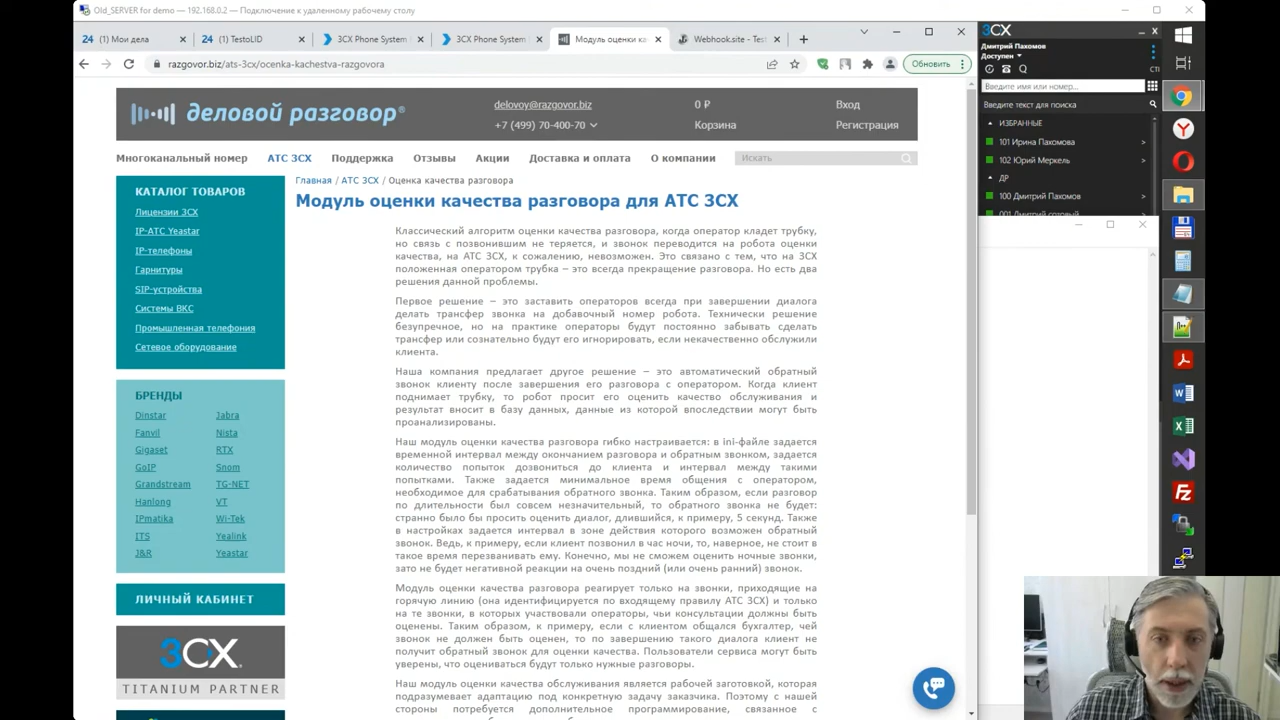 Old_SERVER for demo — 192.168.0.2 — Подключение к удаленному рабочему столу
24 (1) Мои дела
24 (1) TestoLID
3CX Phone System
3CX Phone System
Модуль оценки ка
Webhook.site - Tes
razgovor.biz/ats-3cx/ocenka-kachestva-razgovora
Обновить
деловой разговор®
delovoy@razgovor.biz
+7 (499) 70-400-70
0 ₽
Корзина
Вход
Регистрация
Многоканальный номер АТС 3CX Поддержка Отзывы Акции Доставка и оплата О компании Искать
КАТАЛОГ ТОВАРОВ
Лицензии 3CX
IP-АТС Yeastar
IP-телефоны
Гарнитуры
SIP-устройства
Системы ВКС
Промышленная телефония
Сетевое оборудование
БРЕНДЫ
Dinstar Jabra
Fanvil Nista
Gigaset RTX
GoIP Snom
Grandstream TG-NET
Hanlong VT
IPmatika Wi-Tek
ITS Yealink
J&R Yeastar
ЛИЧНЫЙ КАБИНЕТ
3CX
TITANIUM PARTNER
Главная / АТС 3CX / Оценка качества разговора
Модуль оценки качества разговора для АТС 3CX
Классический алгоритм оценки качества разговора, когда оператор кладет трубку,
но связь с позвонившим не теряется, и звонок переводится на робота оценки
качества, на АТС 3CX, к сожалению, невозможен. Это связано с тем, что на 3CX
положенная оператором трубка – это всегда прекращение разговора. Но есть два
решения данной проблемы.
Первое решение – это заставить операторов всегда при завершении диалога
делать трансфер звонка на добавочный номер робота. Технически решение
безупречное, но на практике операторы будут постоянно забывать сделать
трансфер или сознательно будут его игнорировать, если некачественно обслужили
клиента.
Наша компания предлагает другое решение – это автоматический обратный
звонок клиенту после завершения его разговора с оператором. Когда клиент
поднимает трубку, то робот просит его оценить качество обслуживания и
результат вносит в базу данных, данные из которой впоследствии могут быть
проанализированы.
Наш модуль оценки качества разговора гибко настраивается: в ini-файле задается
временной интервал между окончанием разговора и обратным звонком, задается
количество попыток дозвониться до клиента и интервал между такими
попытками. Также задается минимальное время общения с оператором,
необходимое для срабатывания обратного звонка. Таким образом, если разговор
по длительности был совсем незначительный, то обратного звонка не будет:
странно было бы просить оценить диалог, длившийся, к примеру, 5 секунд. Также
в настройках задается интервал в зоне действия которого возможен обратный
звонок. Ведь, к примеру, если клиент позвонил в час ночи, то, наверное, не стоит в
такое время перезванивать ему. Конечно, мы не сможем оценить ночные звонки,
зато не будет негативной реакции на очень поздний (или очень ранний) звонок.
Модуль оценки качества разговора реагирует только на звонки, приходящие на
горячую линию (она идентифицируется по входящему правилу АТС 3CX) и только
на те звонки, в которых участвовали операторы, чьи консультации должны быть
оценены. Таким образом, к примеру, если с клиентом общался бухгалтер, чей
звонок не должен быть оценен, то по завершению такого диалога клиент не
получит обратный звонок для оценки качества. Пользователи сервиса могут быть
уверены, что оцениваться будут только нужные разговоры.
Наш модуль оценки качества обслуживания является рабочей заготовкой, которая
подразумевает адаптацию под конкретную задачу заказчика. Поэтому с нашей
стороны потребуется дополнительное программирование, связанное с
3CX
Дмитрий Пахомов
Доступен
CTI
Введите имя или номер...
Введите текст для поиска
ИЗБРАННЫЕ
101 Ирина Пахомова
102 Юрий Меркель
ДР
100 Дмитрий Пахомов
001 Дмитрий сотовый